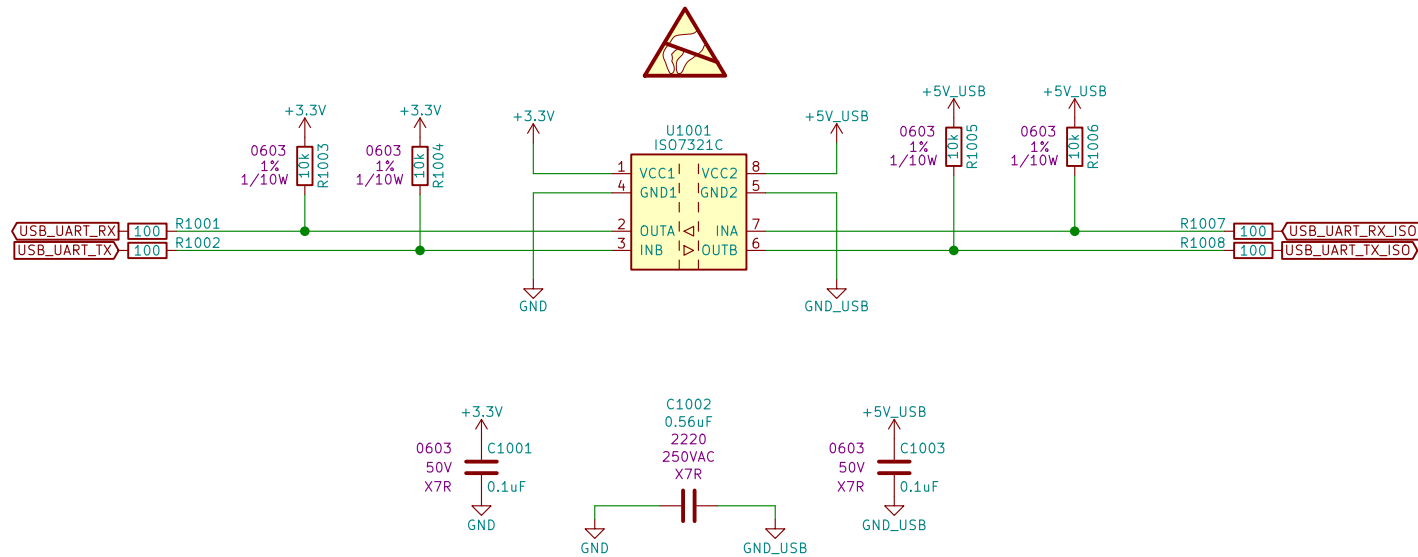 +3.3V
0603
1%
1/10W
10k
R1003
+3.3V
0603
1%
1/10W
10k
R1004
+3.3V
U1001
ISO7321C
+5V_USB
+5V_USB
0603
1%
1/10W
10k
R1005
+5V_USB
0603
1%
1/10W
10k
R1006
1 VCC1 VCC2 8
4 GND1 GND2 5
2 OUTA INA 7
3 INB OUTB 6
USB_UART_RX 100 R1001
USB_UART_TX 100 R1002
R1007 100 USB_UART_RX_ISO
R1008 100 USB_UART_TX_ISO
GND
GND_USB
+3.3V
0603
50V
X7R
C1001
0.1uF
GND
C1002
0.56uF
2220
250VAC
X7R
GND
GND_USB
+5V_USB
0603
50V
X7R
C1003
0.1uF
GND_USB